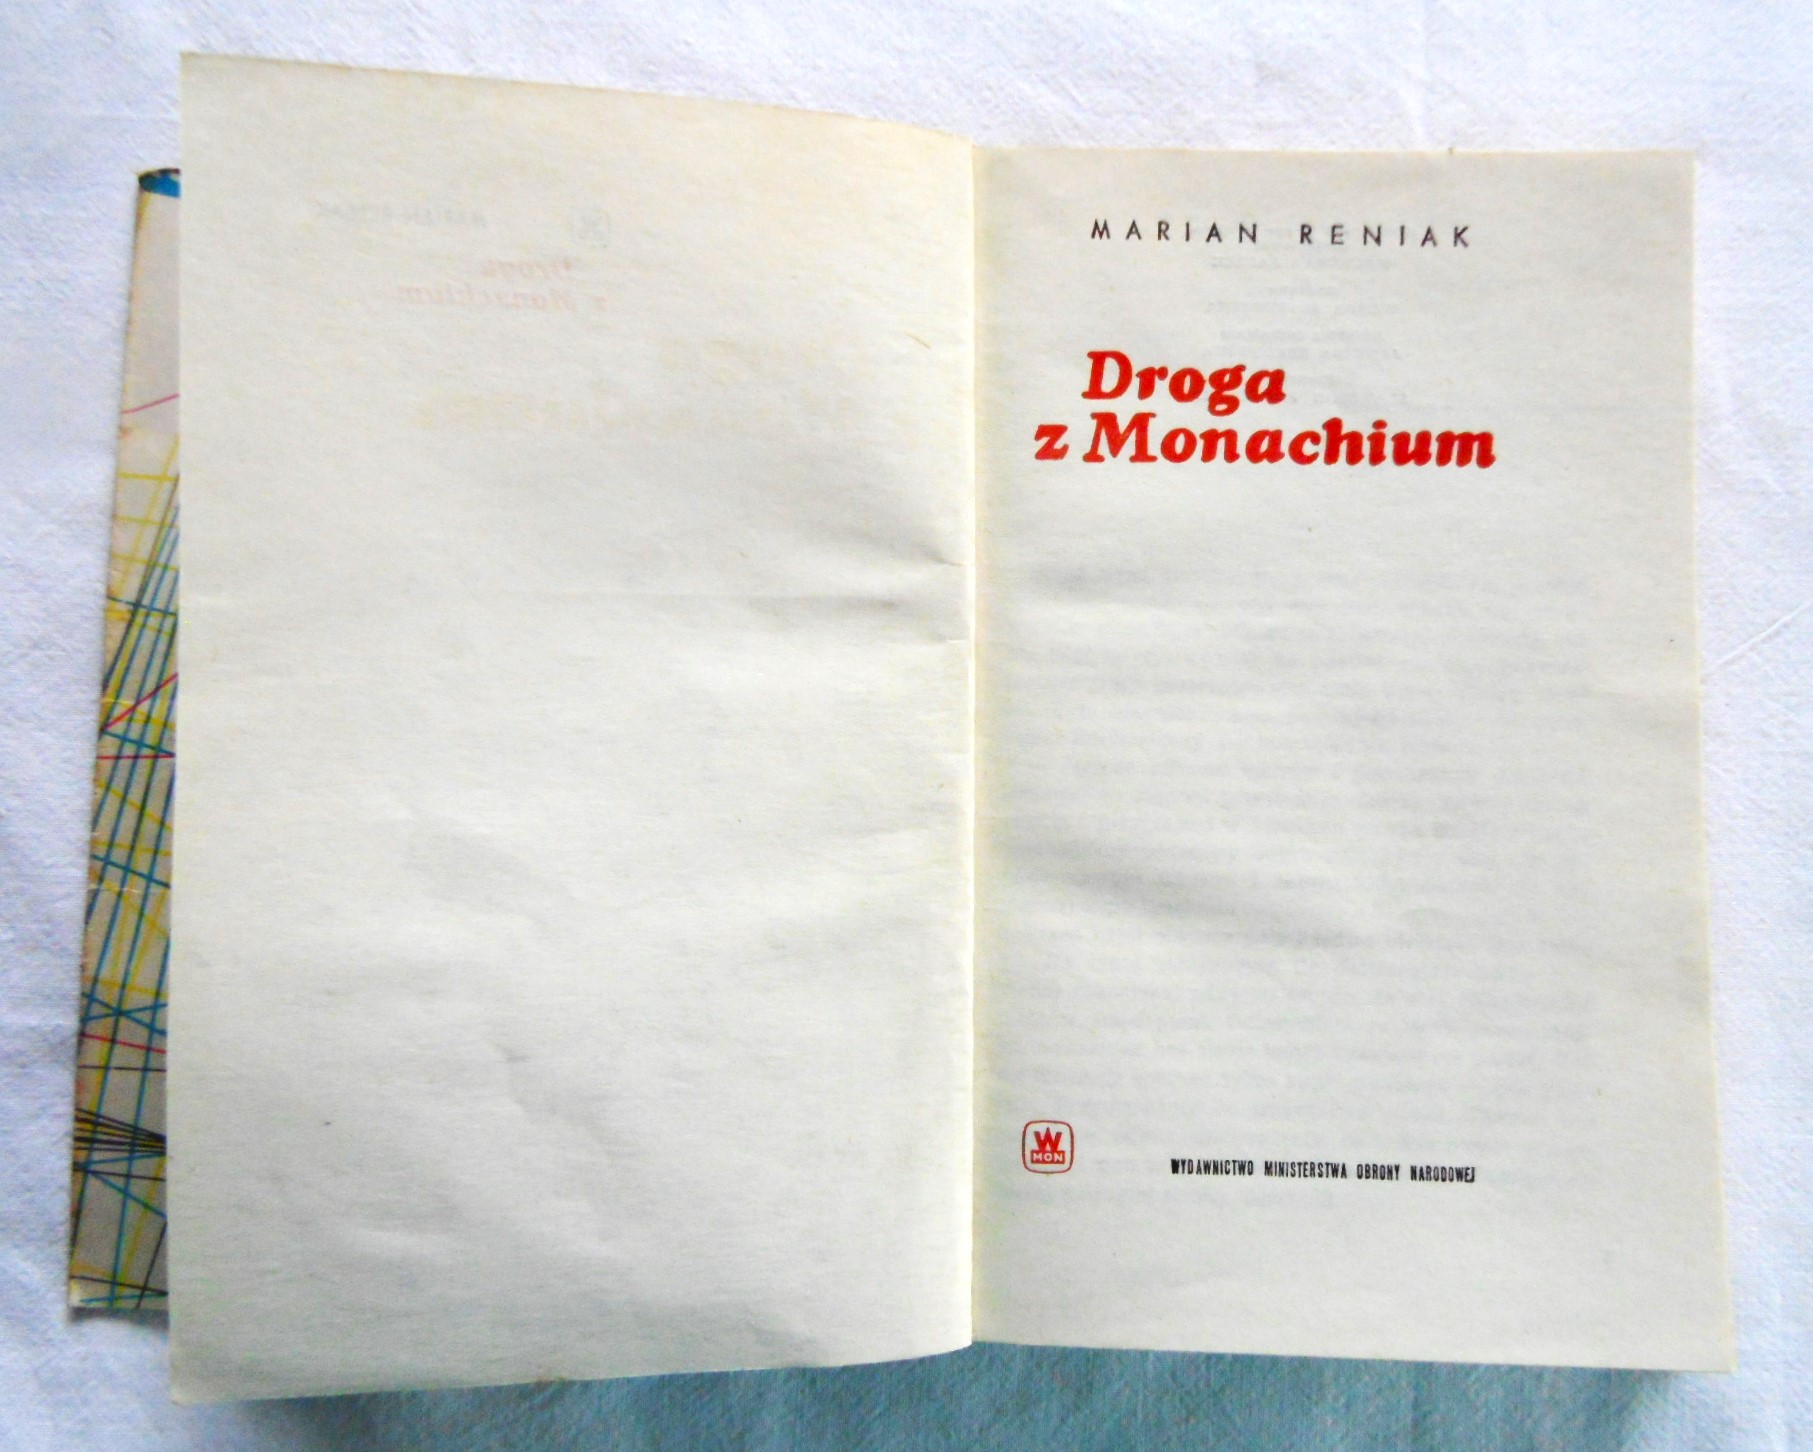 MARIAN RENIAK
Droga
z Monachium
W
MON
WYDAWNICTWO MINISTERSTWA OBRONY NARODOWEJ